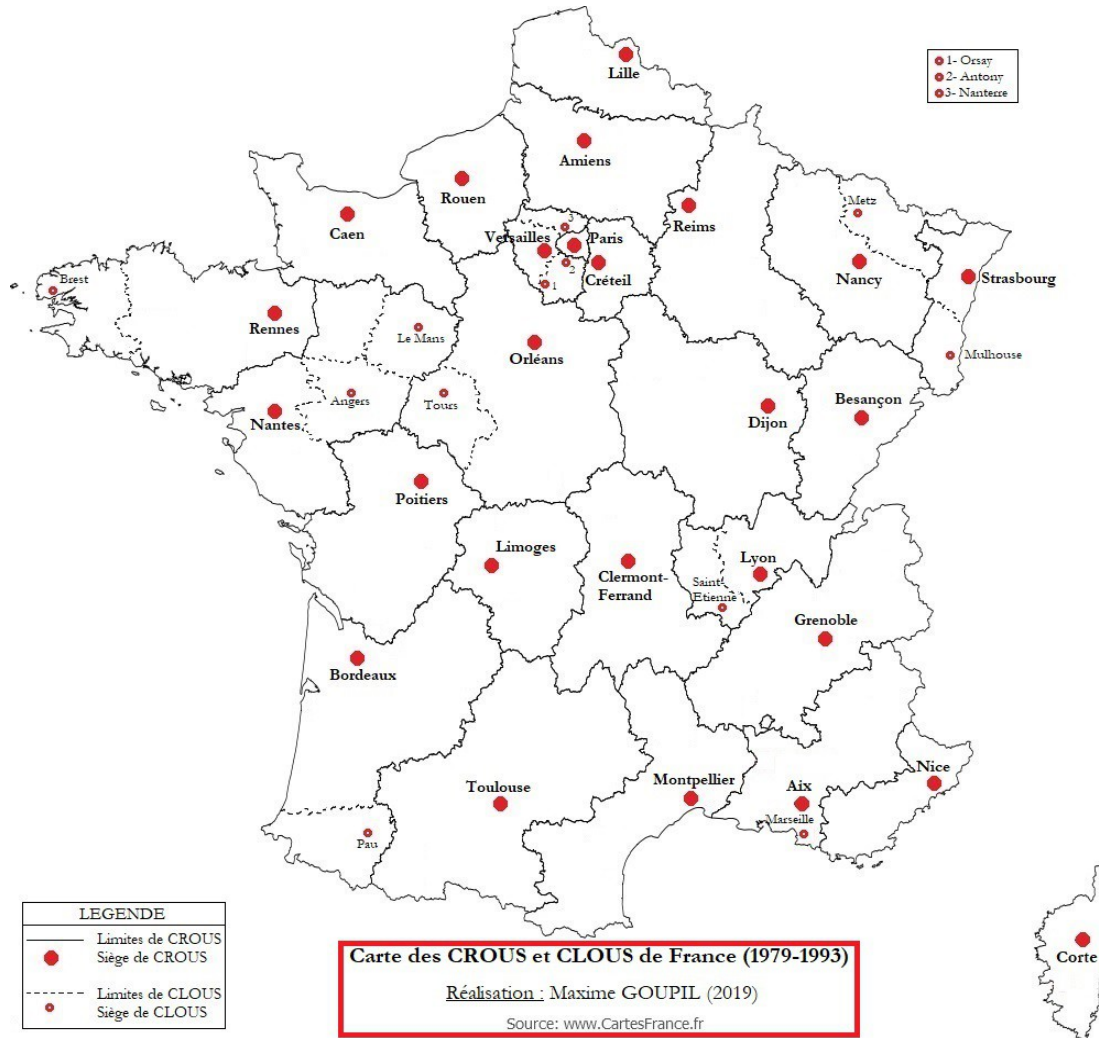 Lille
1- Orsay
2- Antony
3- Nanterre
Amiens
Rouen
Caen
Reims
Metz
3
Versailles
Paris
2
1
Créteil
Nancy
Strasbourg
Brest
Rennes
Le Mans
Orléans
Mulhouse
Angers
Tours
Nantes
Besançon
Dijon
Poitiers
Limoges
Clermont-
Ferrand
Lyon
Saint-
Etienne
Grenoble
Bordeaux
Toulouse
Montpellier
Aix
Marseille
Nice
Pau
Corte
LEGENDE
Limites de CROUS
Siège de CROUS
Limites de CLOUS
Siège de CLOUS
Carte des CROUS et CLOUS de France (1979-1993)
Réalisation : Maxime GOUPIL (2019)
Source: www.CartesFrance.fr